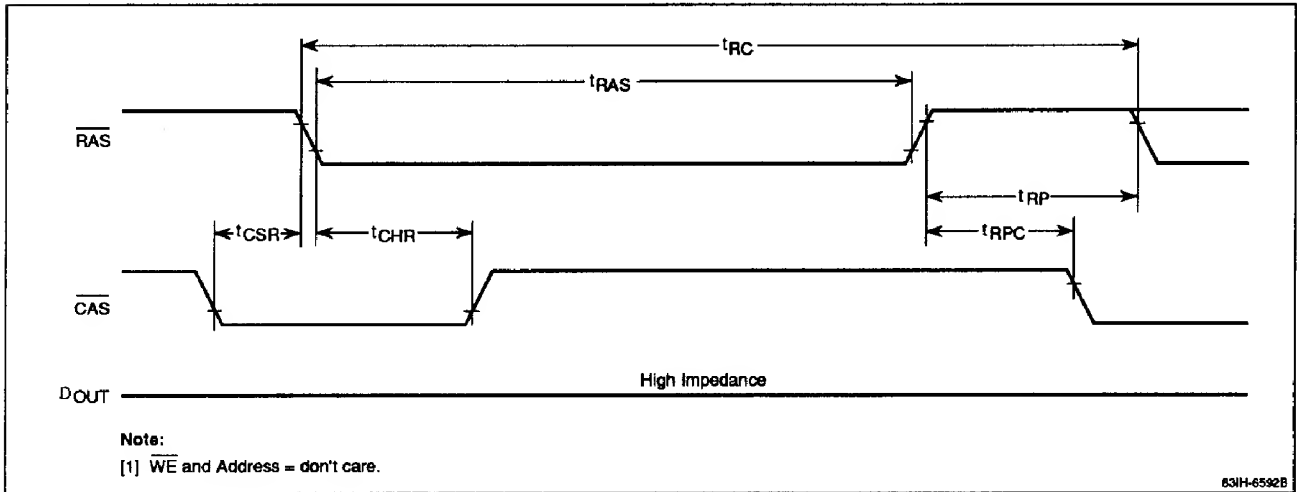 tRC
tRAS
RAS
tRP
tCSR
tCHR
tRPC
CAS
High Impedance
DOUT
Note:
[1] WE and Address = don't care.
83IH-6592B